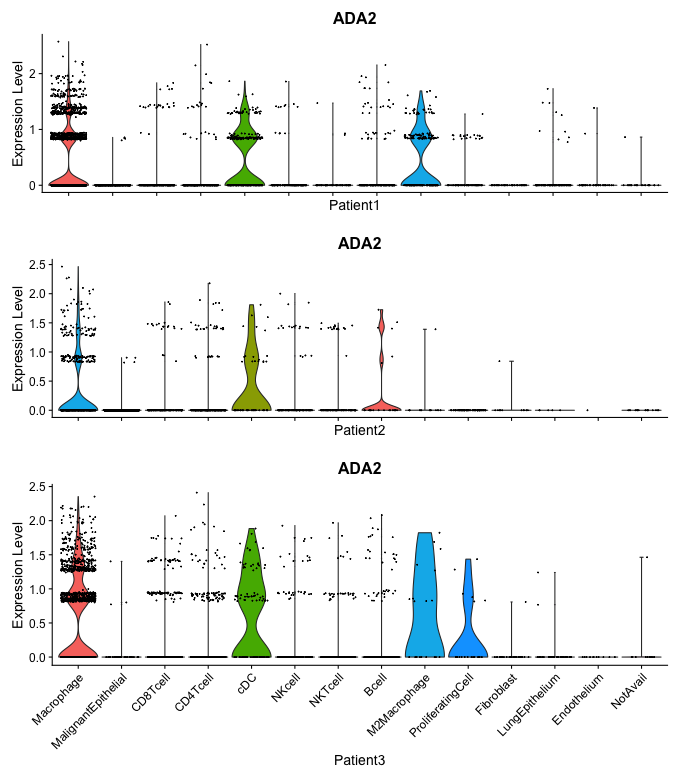 ADA2
Expression Level
2
1
0
Patient1
ADA2
Expression Level
2.5
2.0
1.5
1.0
0.5
0.0
Patient2
ADA2
Expression Level
2.5
2.0
1.5
1.0
0.5
0.0
Macrophage
MalignantEpithelial
CD8Tcell
CD4Tcell
cDC
NKcell
NKTcell
Bcell
M2Macrophage
ProliferatingCell
Fibroblast
LungEpithelium
Endothelium
NotAvail
Patient3